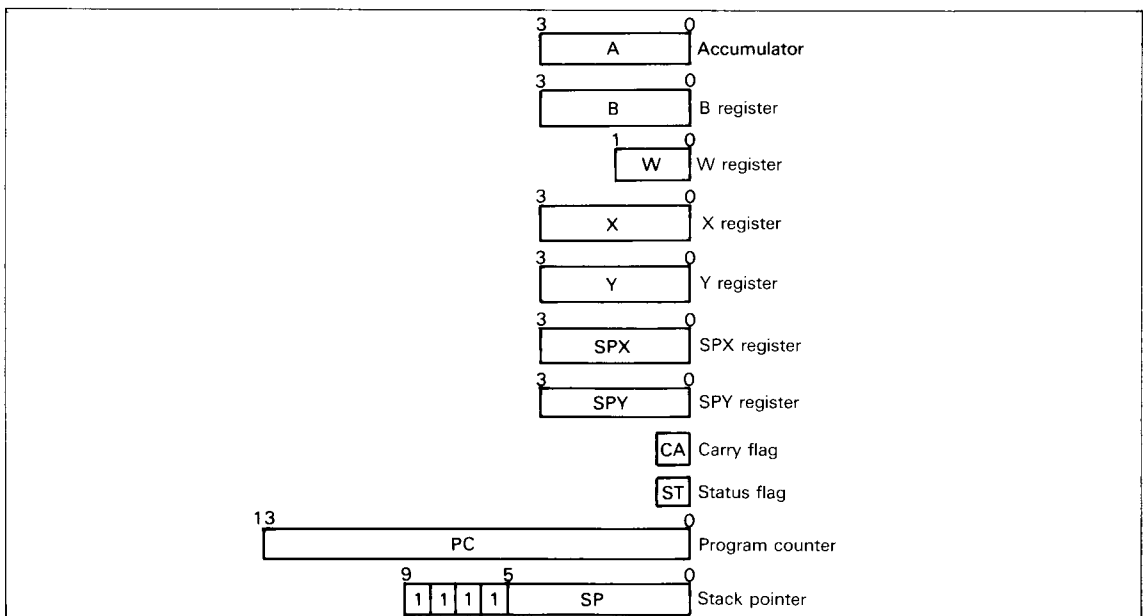 3 0
A Accumulator
3 0
B B register
1 0
W W register
3 0
X X register
3 0
Y Y register
3 0
SPX SPX register
3 0
SPY SPY register
CA Carry flag
ST Status flag
13 0
PC Program counter
9 5 0
1 1 1 1 SP Stack pointer